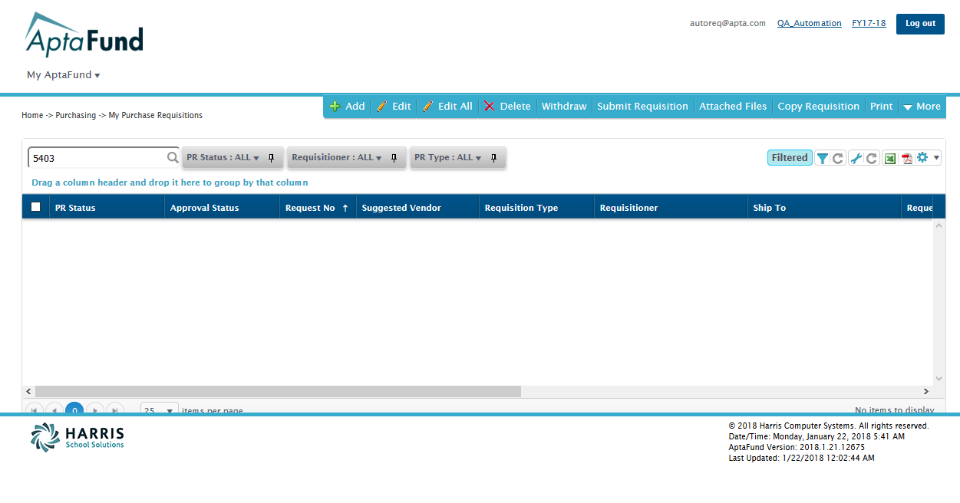 AptaFund
autoreq@apta.com QA_Automation FY17-18 Log out
My AptaFund
Home -> Purchasing -> My Purchase Requisitions
Add Edit Edit All Delete Withdraw Submit Requisition Attached Files Copy Requisition Print More
5403 PR Status : ALL Requisitioner : ALL PR Type : ALL Filtered
Drag a column header and drop it here to group by that column
PR Status Approval Status Request No ↑ Suggested Vendor Requisition Type Requisitioner Ship To Reque
0 25 items per page No items to display
HARRIS
School Solutions
© 2018 Harris Computer Systems. All rights reserved.
Date/Time: Monday, January 22, 2018 5:41 AM
AptaFund Version: 2018.1.21.12675
Last Updated: 1/22/2018 12:02:44 AM